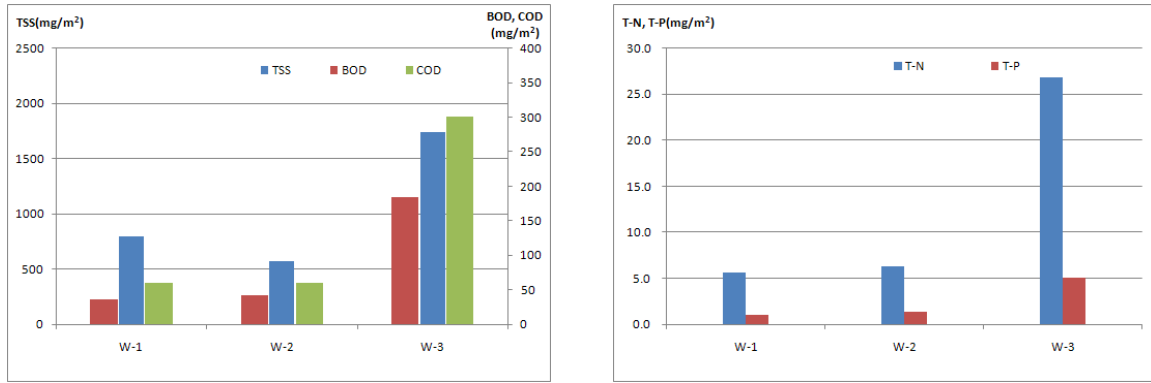 TSS(mg/m²)
BOD, COD
(mg/m²)
TSS BOD COD
2500
2000
1500
1000
500
0
400
350
300
250
200
150
100
50
0
W-1 W-2 W-3
T-N, T-P(mg/m²)
T-N T-P
30.0
25.0
20.0
15.0
10.0
5.0
0.0
W-1 W-2 W-3